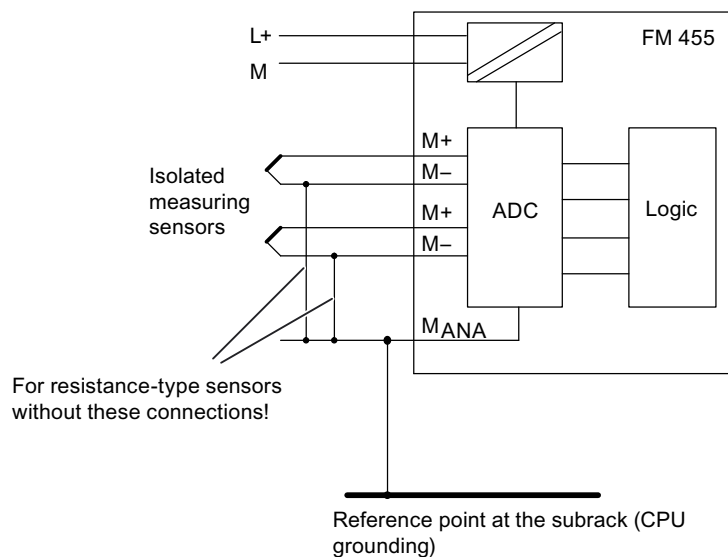 L+
FM 455
M
M+
Isolated
measuring
sensors
M–
M+
M–
ADC
Logic
MANA
For resistance-type sensors
without these connections!
Reference point at the subrack (CPU
grounding)